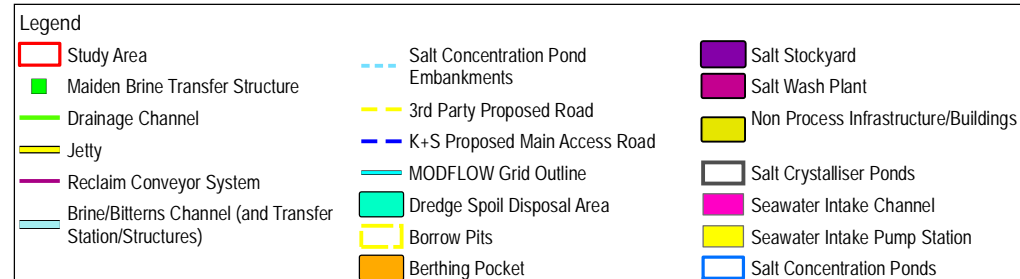 Legend
Study Area
Maiden Brine Transfer Structure
Drainage Channel
Jetty
Reclaim Conveyor System
Brine/Bitterns Channel (and Transfer
Station/Structures)
Salt Concentration Pond
Embankments
3rd Party Proposed Road
K+S Proposed Main Access Road
MODFLOW Grid Outline
Dredge Spoil Disposal Area
Borrow Pits
Berthing Pocket
Salt Stockyard
Salt Wash Plant
Non Process Infrastructure/Buildings
Salt Crystalliser Ponds
Seawater Intake Channel
Seawater Intake Pump Station
Salt Concentration Ponds